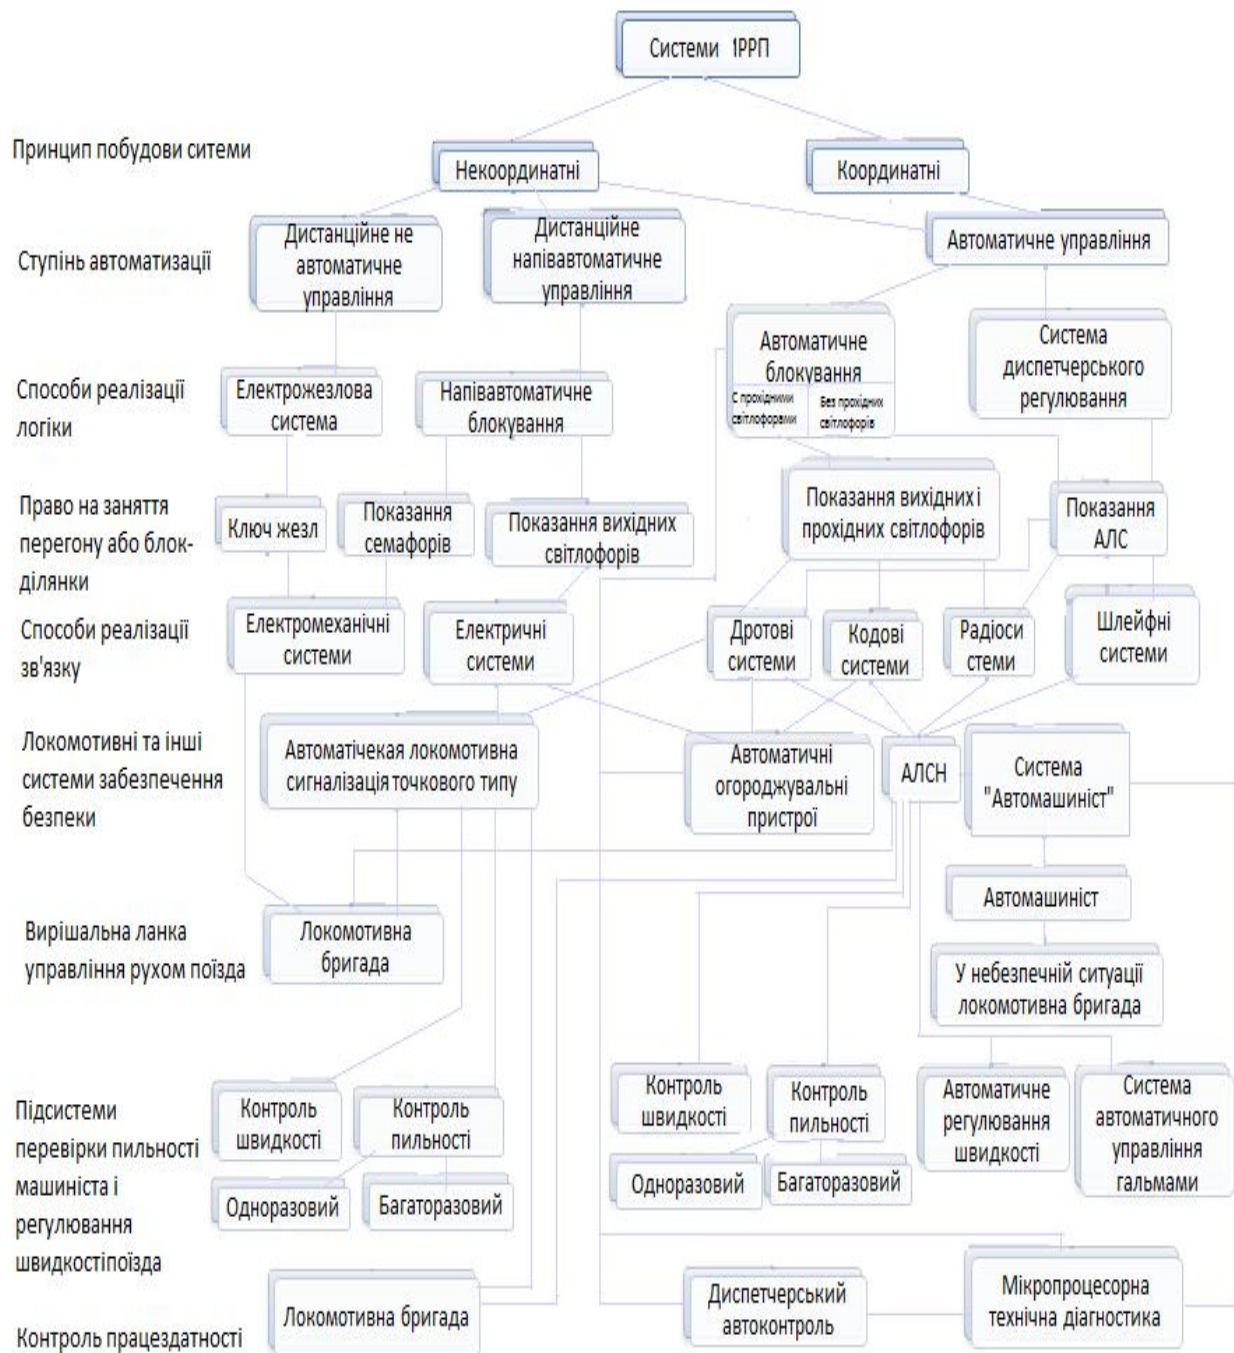 Системи 1РРП
Принцип побудови ситеми
Некоординатні
Координатні
Ступінь автоматизації
Дистанційне не
автоматичне
управління
Дистанційне
напівавтоматичне
управління
Автоматичне управління
Способи реалізації
логіки
Електрожезлова
система
Напівавтоматичне
блокування
Автоматичне
блокування
С прохідними
світлофорами
Без прохідних
світлофорів
Система
диспетчерського
регулювання
Право на заняття
перегону або блок-
ділянки
Ключ жезл
Показання
семафорів
Показання вихідних
світлофорів
Показання вихідних і
прохідних світлофорів
Показання
АЛС
Способи реалізації
зв'язку
Електромеханічні
системи
Електричні
системи
Дротові
системи
Кодові
системи
Радіоси
стеми
Шлейфні
системи
Локомотивні та інші
системи забезпечення
безпеки
Автоматічекая локомотивна
сигналізація точкового типу
Автоматичні
огороджувальні
пристрої
АЛСН
Система
"Автомашиніст"
Вирішальна ланка
управління рухом поїзда
Локомотивна
бригада
Автомашиніст
У небезпечній ситуації
локомотивна бригада
Підсистеми
перевірки пильності
машиніста і
регулювання
швидкостіпоїзда
Контроль
швидкості
Контроль
пильності
Одноразовий
Багаторазовий
Контроль
швидкості
Контроль
пильності
Одноразовий
Багаторазовий
Автоматичне
регулювання
швидкості
Система
автоматичного
управління
гальмами
Контроль працездатності
Локомотивна бригада
Диспетчерський
автоконтроль
Мікропроцесорна
технічна діагностика